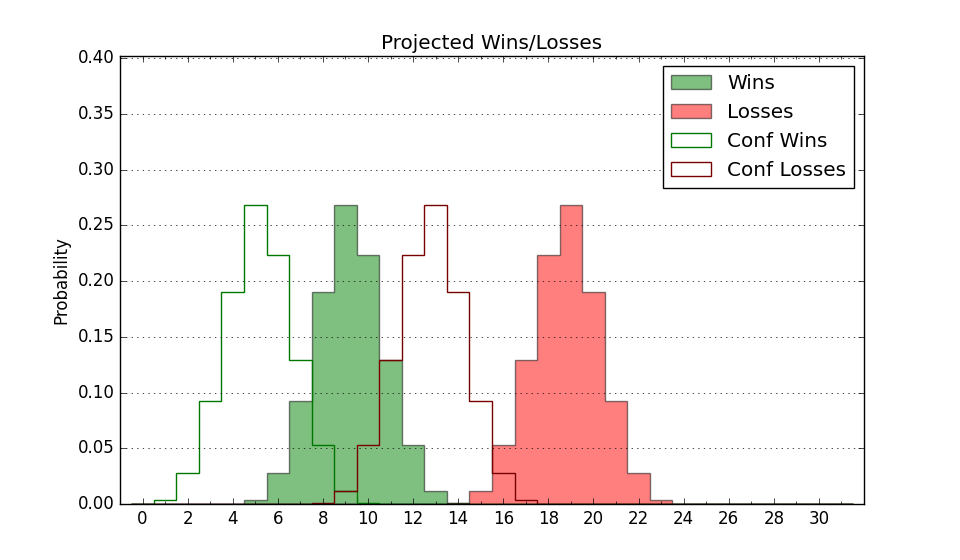 Projected Wins/Losses
0.40
0.35
0.30
0.25
0.20
0.15
0.10
0.05
0.00
Probability
Wins
Losses
Conf Wins
Conf Losses
0 2 4 6 8 10 12 14 16 18 20 22 24 26 28 30